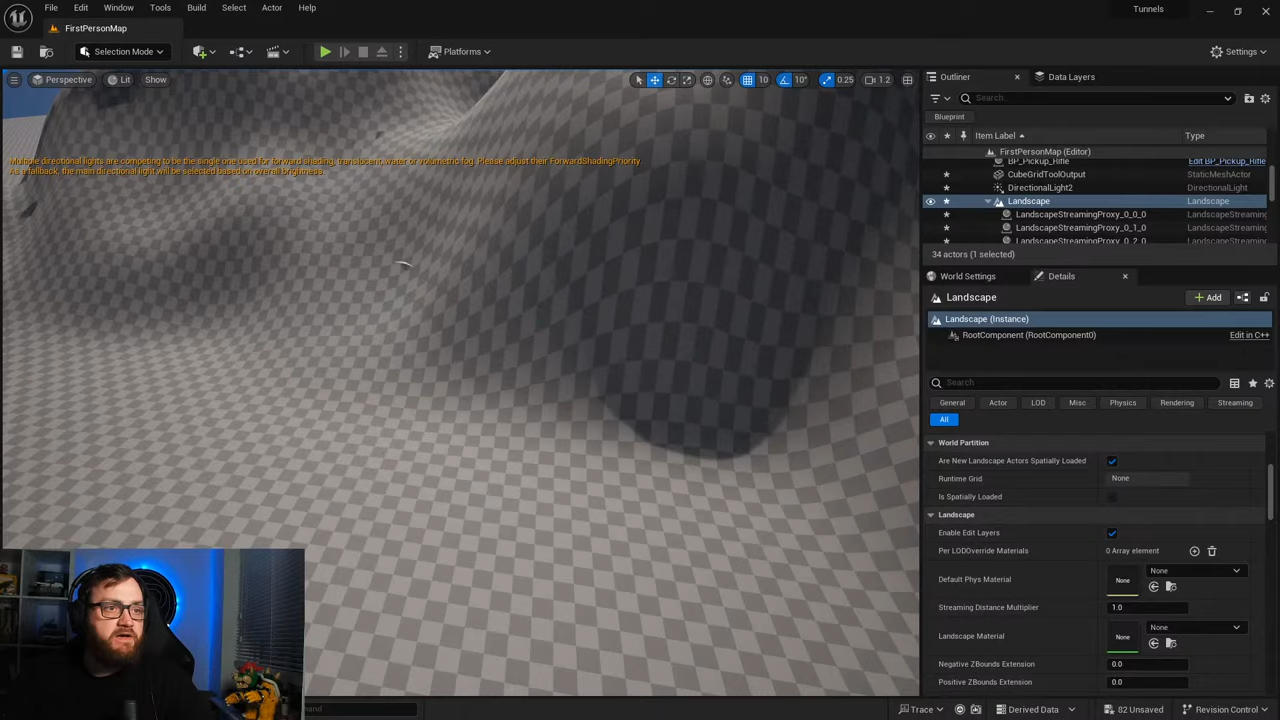 File Edit Window Tools Build Select Actor Help
Tunnels
FirstPersonMap
Selection Mode
Platforms
Settings
Perspective
Lit
Show
10
10°
1.2
Multiple directional lights are competing to be the single one used for forward shading, translucent, water or volumetric fog. Please adjust their ForwardShadingPriority.
As a fallback, the main directional light will be selected based on overall brightness.
Outliner
Data Layers
Search...
Blueprint
Item Label
Type
FirstPersonMap (Editor)
BP_Pickup_Rifle Edit BP_Pickup_Rifle
CubeGridToolOutput StaticMeshActor
DirectionalLight2 DirectionalLight
Landscape Landscape
LandscapeStreamingProxy_0_0_0 LandscapeStreaming
LandscapeStreamingProxy_0_1_0 LandscapeStreaming
LandscapeStreamingProxy_0_2_0 LandscapeStreaming
34 actors (1 selected)
World Settings
Details
Landscape
Add
Landscape (Instance)
RootComponent (RootComponent0) Edit in C++
Search
General Actor LOD Misc Physics Rendering Streaming
All
World Partition
Are New Landscape Actors Spatially Loaded
Runtime Grid None
Is Spatially Loaded
Landscape
Enable Edit Layers
Per LODOverride Materials 0 Array element
Default Phys Material None None
Streaming Distance Multiplier 1.0
Landscape Material None None
Negative ZBounds Extension 0.0
Positive ZBounds Extension 0.0
Trace
Derived Data
82 Unsaved
Revision Control